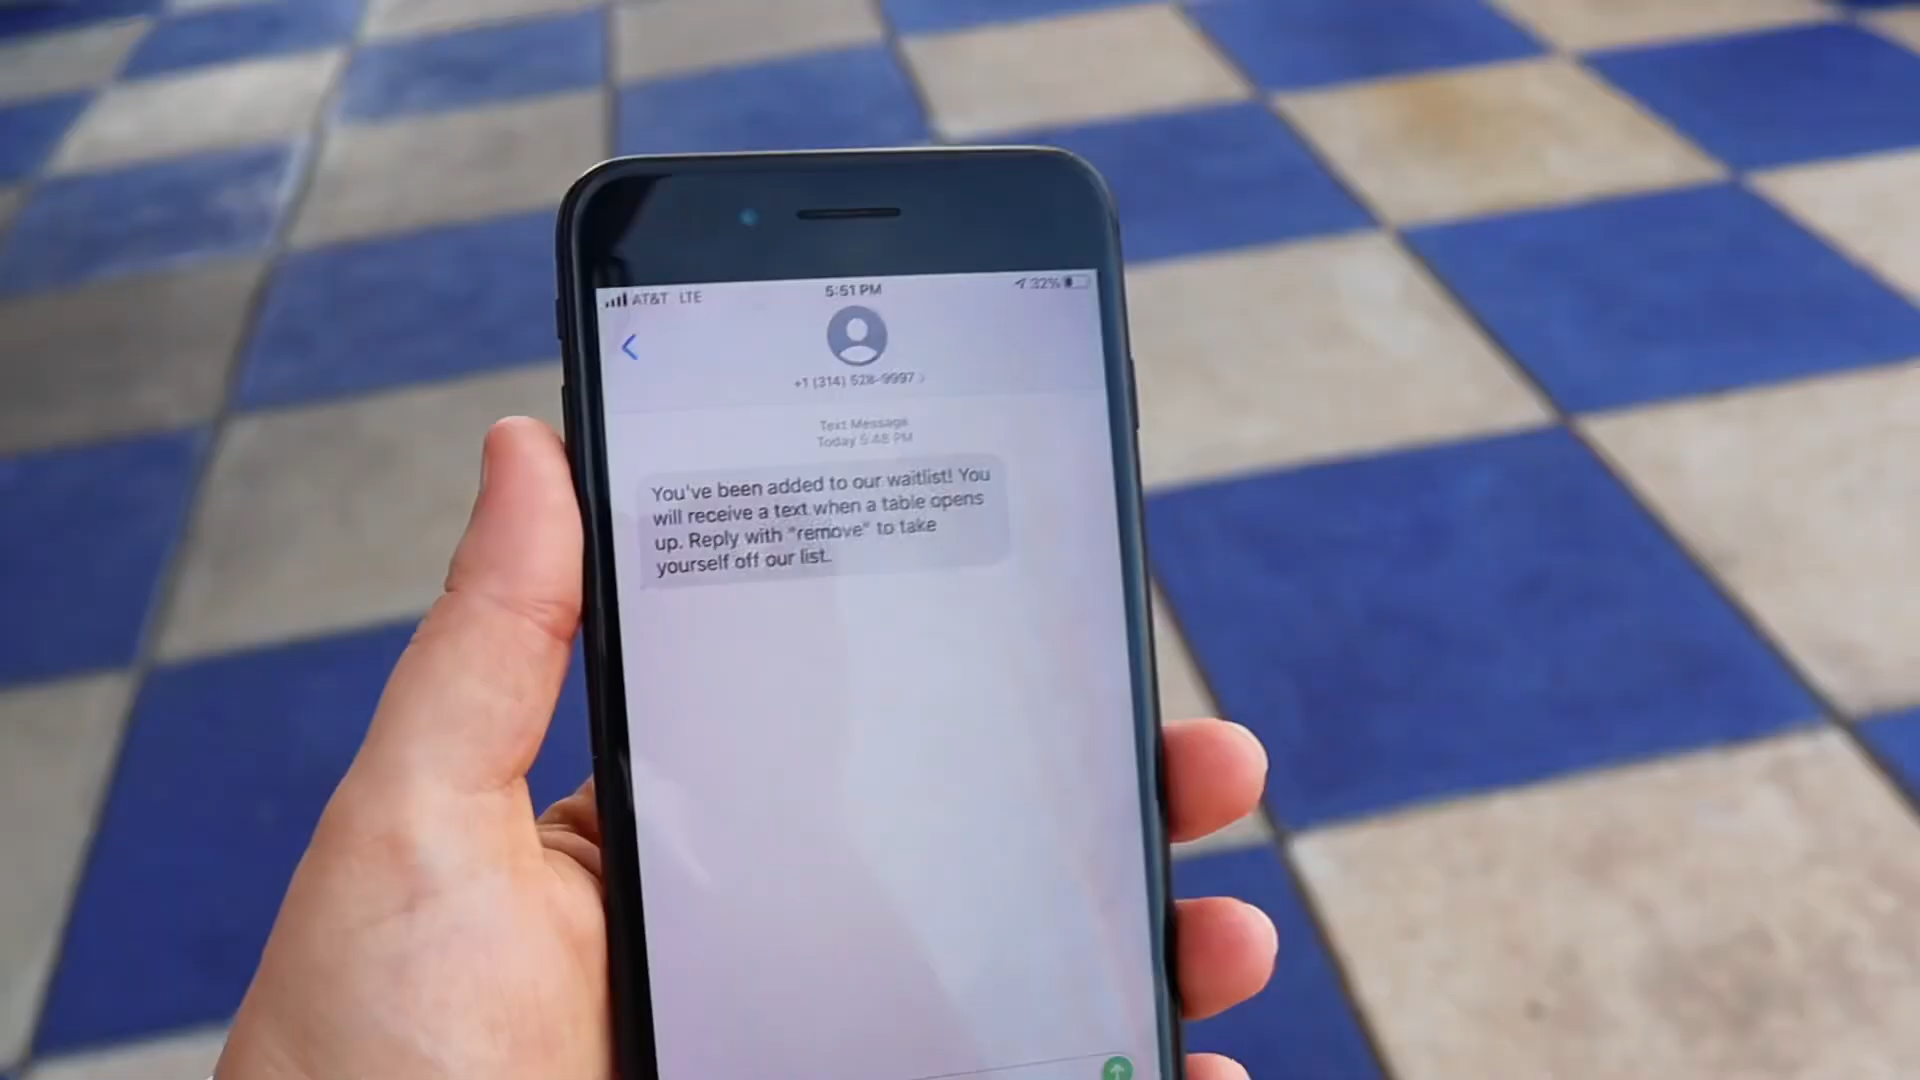 AT&T LTE 5:51 PM 32%
+1 (314) 528-9997
Text Message
Today 5:48 PM
You've been added to our waitlist! You
will receive a text when a table opens
up. Reply with "remove" to take
yourself off our list.